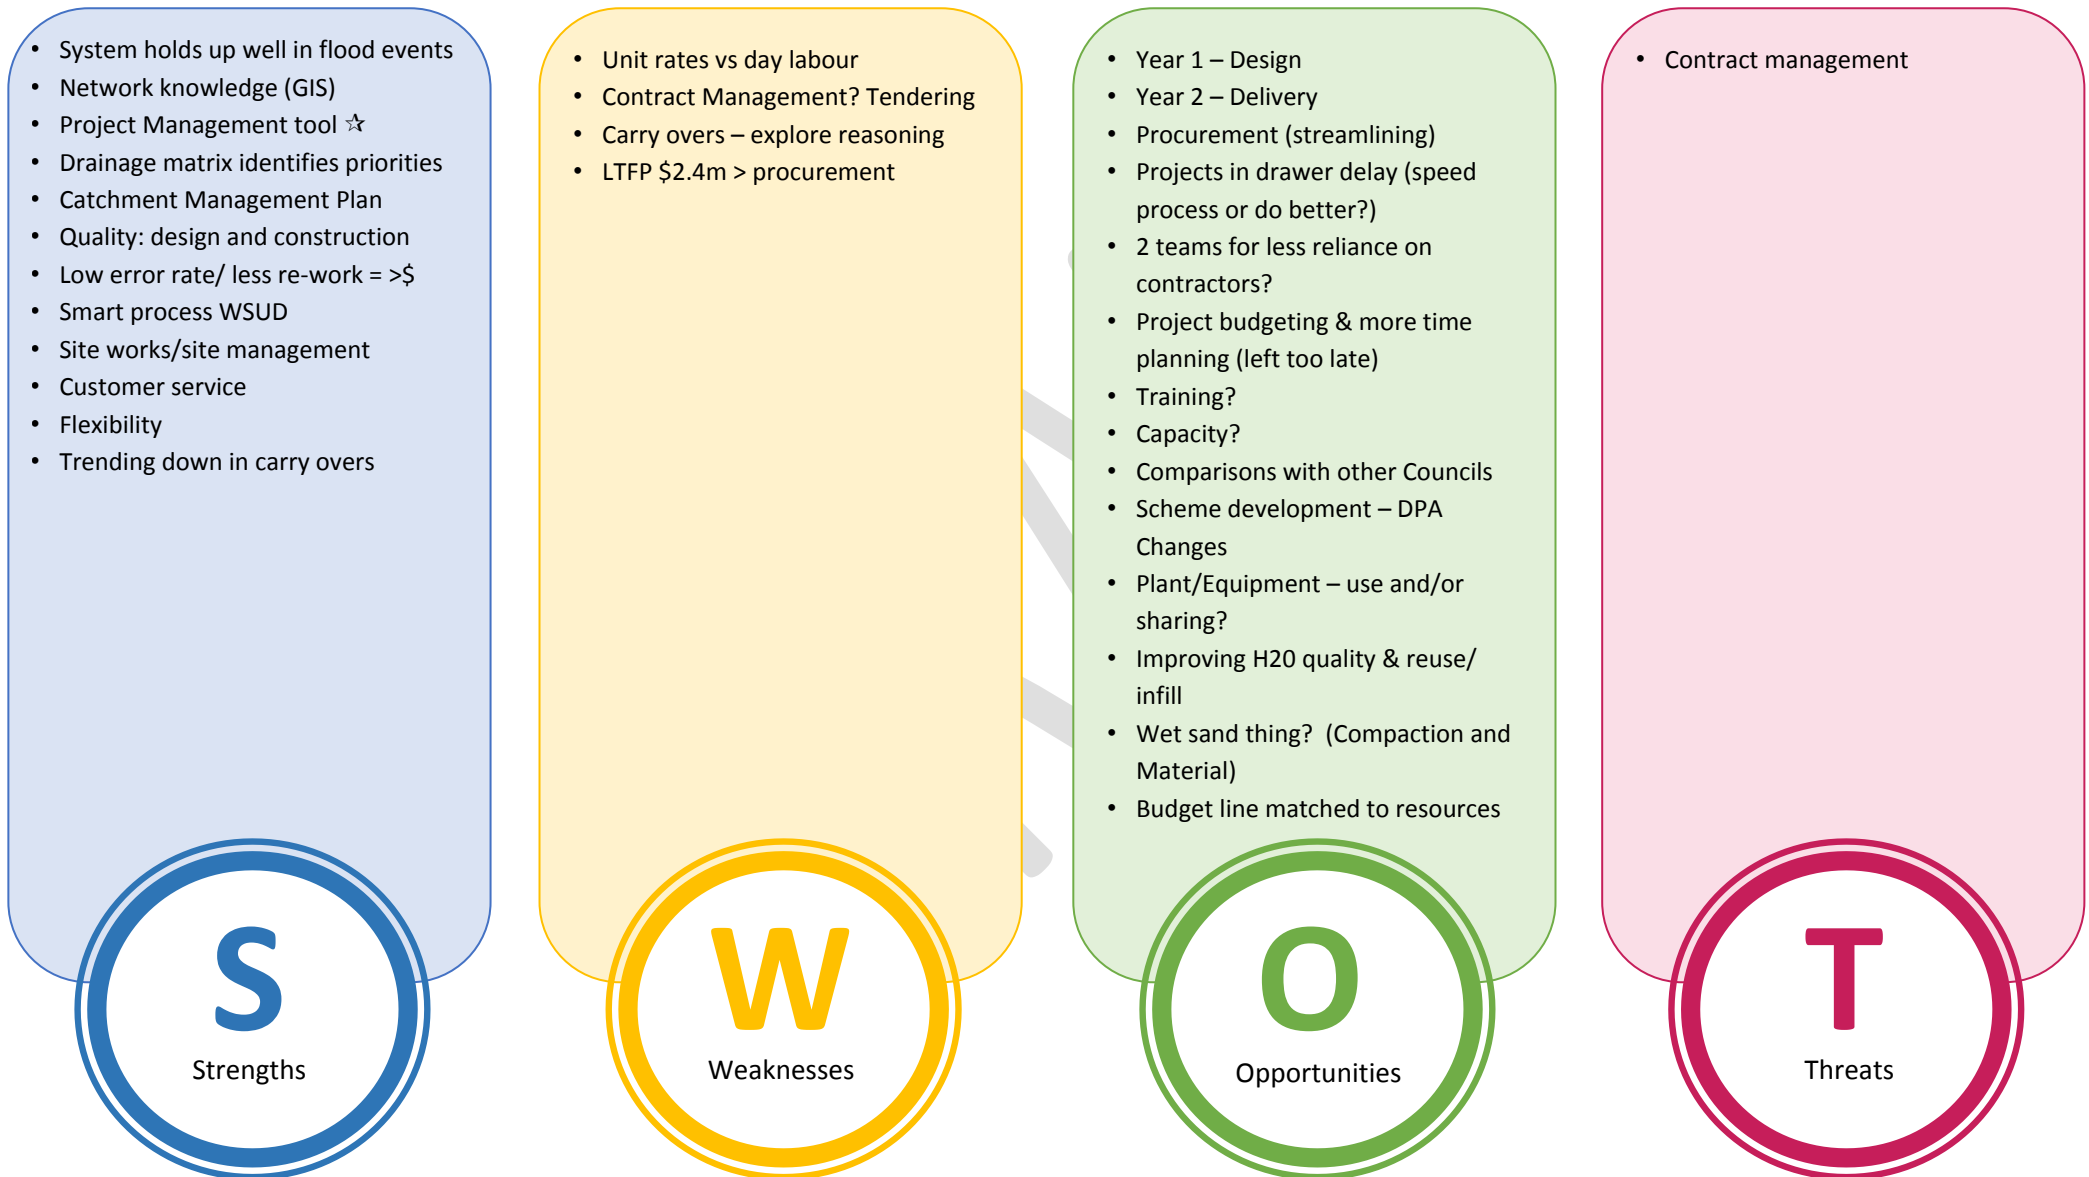 • System holds up well in flood events
• Network knowledge (GIS)
• Project Management tool ☆
• Drainage matrix identifies priorities
• Catchment Management Plan
• Quality: design and construction
• Low error rate/ less re-work = >$
• Smart process WSUD
• Site works/site management
• Customer service
• Flexibility
• Trending down in carry overs
S
Strengths
• Unit rates vs day labour
• Contract Management? Tendering
• Carry overs – explore reasoning
• LTFP $2.4m > procurement
W
Weaknesses
• Year 1 – Design
• Year 2 – Delivery
• Procurement (streamlining)
• Projects in drawer delay (speed
process or do better?)
• 2 teams for less reliance on
contractors?
• Project budgeting & more time
planning (left too late)
• Training?
• Capacity?
• Comparisons with other Councils
• Scheme development – DPA
Changes
• Plant/Equipment – use and/or
sharing?
• Improving H20 quality & reuse/
infill
• Wet sand thing?  (Compaction and
Material)
• Budget line matched to resources
O
Opportunities
• Contract management
T
Threats